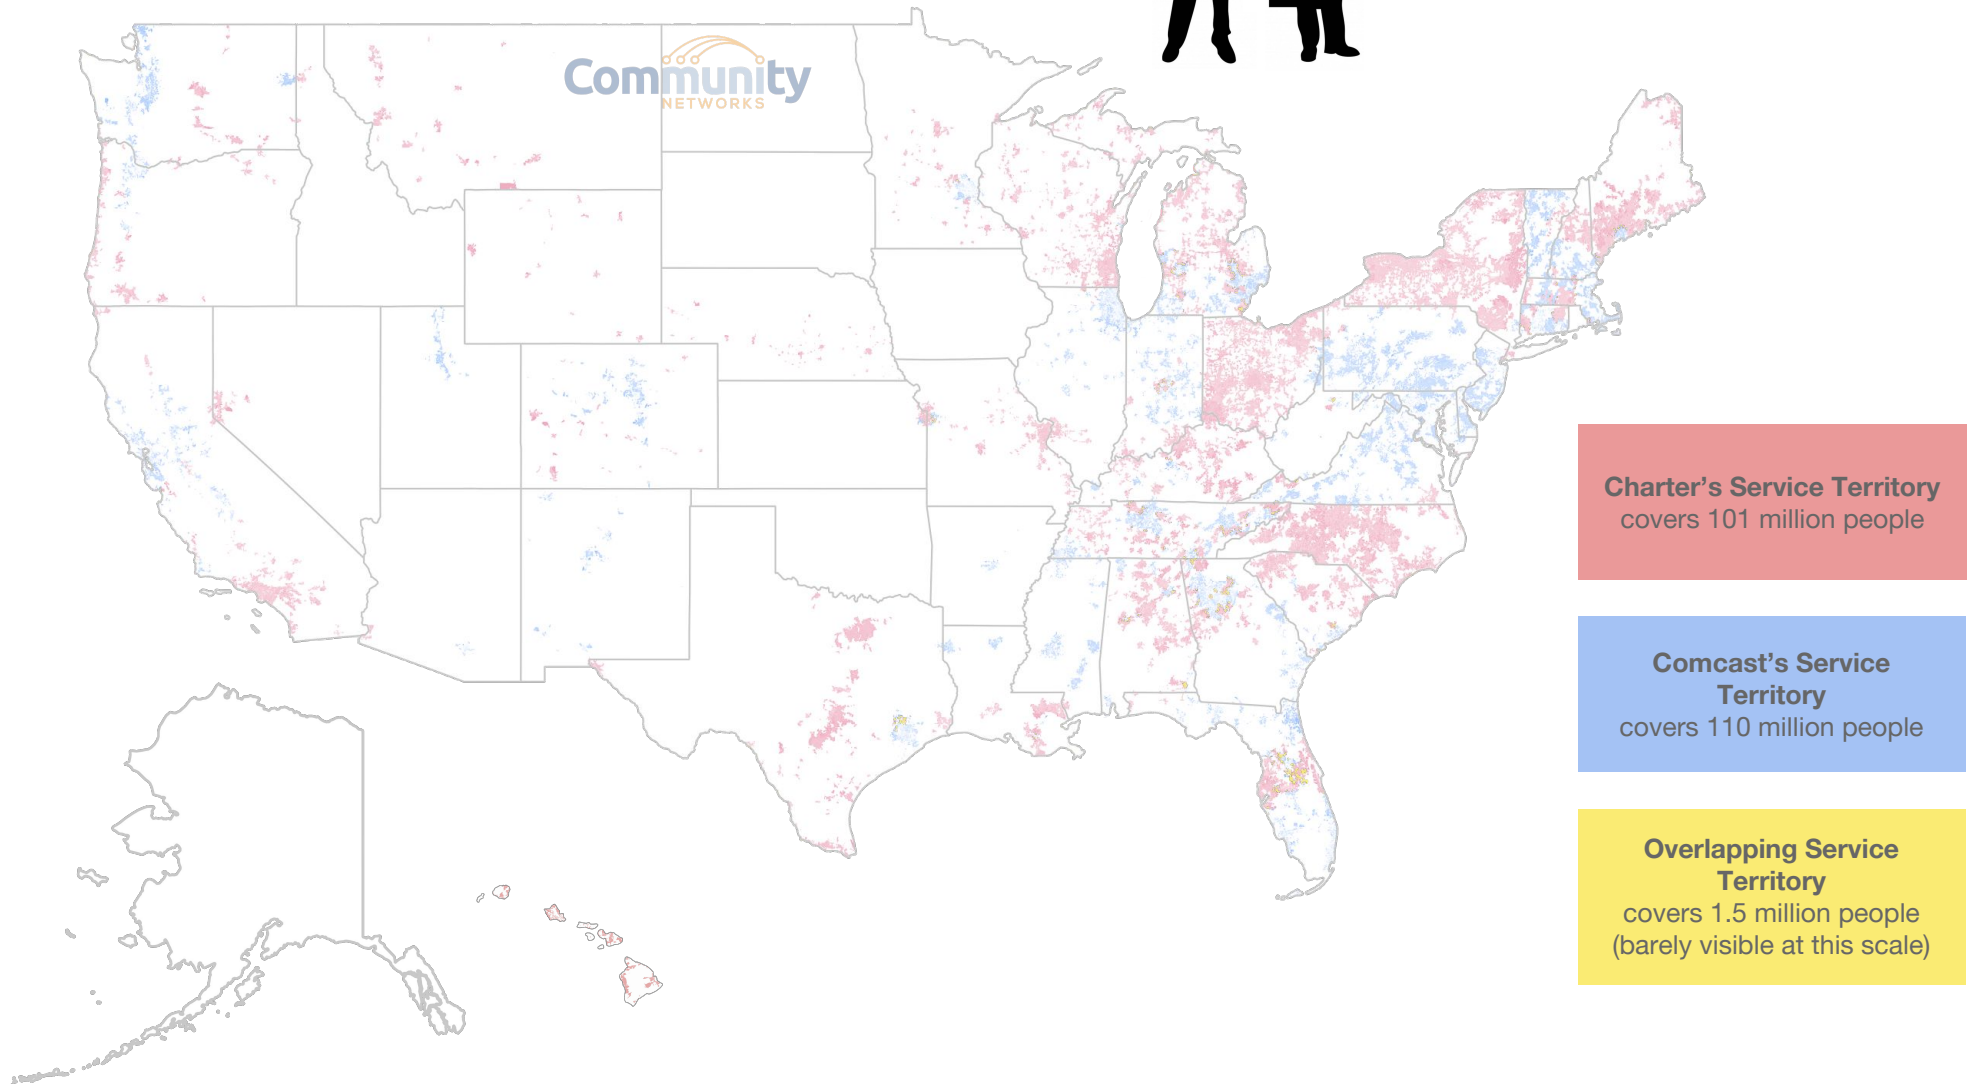 Community
NETWORKS
Charter’s Service Territory
covers 101 million people
Comcast’s Service
Territory
covers 110 million people
Overlapping Service
Territory
covers 1.5 million people
(barely visible at this scale)